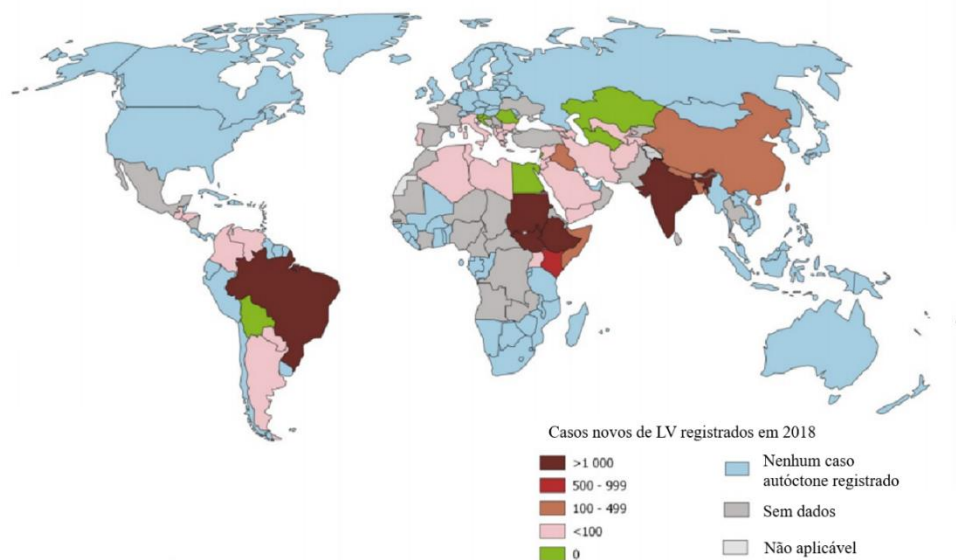 Casos novos de LV registrados em 2018
>1 000
500 - 999
100 - 499
<100
0
Nenhum caso
autóctone registrado
Sem dados
Não aplicável